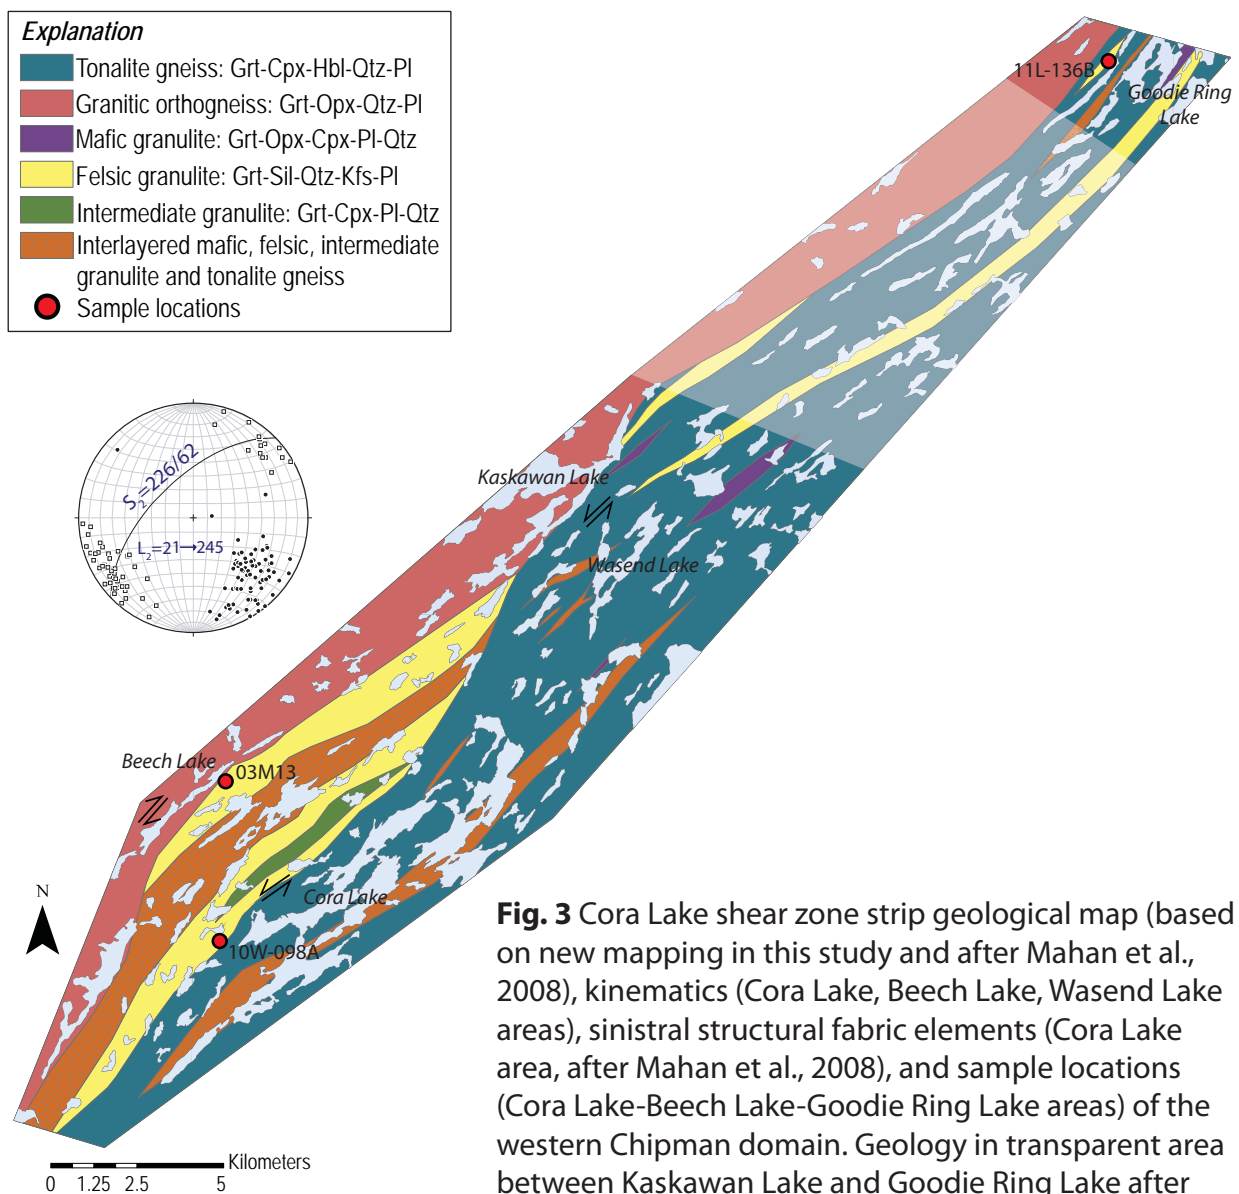 Explanation
Tonalite gneiss: Grt-Cpx-Hbl-Qtz-Pl
Granitic orthogneiss: Grt-Opx-Qtz-Pl
Mafic granulite: Grt-Opx-Cpx-Pl-Qtz
Felsic granulite: Grt-Sil-Qtz-Kfs-Pl
Intermediate granulite: Grt-Cpx-Pl-Qtz
Interlayered mafic, felsic, intermediate
granulite and tonalite gneiss
Sample locations
11L-136B
Goodie Ring
Lake
S2=226/62
L2=21→245
Kaskawan Lake
Wasend Lake
Beech Lake
03M13
Cora Lake
10W-098A
N
Kilometers
0 1.25 2.5 5
Fig. 3 Cora Lake shear zone strip geological map (based
on new mapping in this study and after Mahan et al.,
2008), kinematics (Cora Lake, Beech Lake, Wasend Lake
areas), sinistral structural fabric elements (Cora Lake
area, after Mahan et al., 2008), and sample locations
(Cora Lake-Beech Lake-Goodie Ring Lake areas) of the
western Chipman domain. Geology in transparent area
between Kaskawan Lake and Goodie Ring Lake after